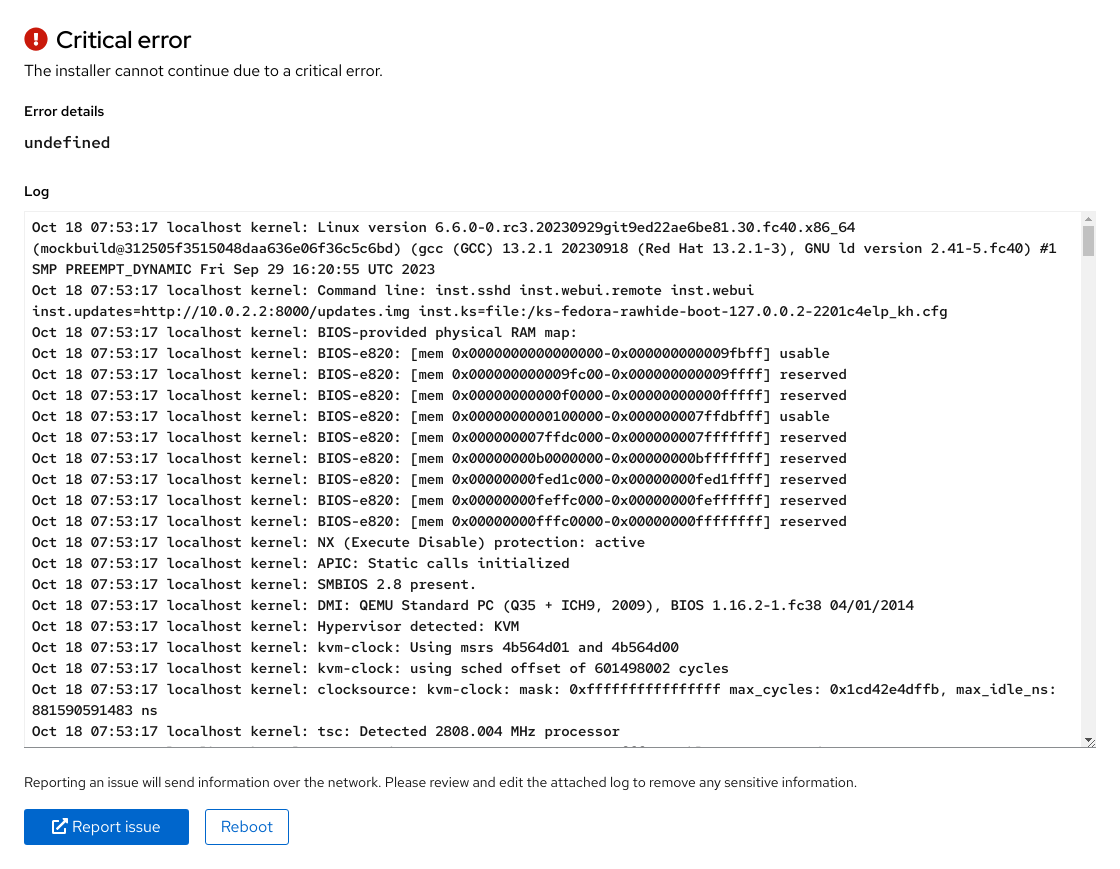 Critical error
The installer cannot continue due to a critical error.
Error details
undefined
Log
Oct 18 07:53:17 localhost kernel: Linux version 6.6.0-0.rc3.20230929git9ed22ae6be81.30.fc40.x86_64
(mockbuild@312505f3515048daa636e06f36c5c6bd) (gcc (GCC) 13.2.1 20230918 (Red Hat 13.2.1-3), GNU ld version 2.41-5.fc40) #1
SMP PREEMPT_DYNAMIC Fri Sep 29 16:20:55 UTC 2023
Oct 18 07:53:17 localhost kernel: Command line: inst.sshd inst.webui.remote inst.webui
inst.updates=http://10.0.2.2:8000/updates.img inst.ks=file:/ks-fedora-rawhide-boot-127.0.0.2-2201c4elp_kh.cfg
Oct 18 07:53:17 localhost kernel: BIOS-provided physical RAM map:
Oct 18 07:53:17 localhost kernel: BIOS-e820: [mem 0x0000000000000000-0x000000000009fbff] usable
Oct 18 07:53:17 localhost kernel: BIOS-e820: [mem 0x000000000009fc00-0x000000000009ffff] reserved
Oct 18 07:53:17 localhost kernel: BIOS-e820: [mem 0x00000000000f0000-0x00000000000fffff] reserved
Oct 18 07:53:17 localhost kernel: BIOS-e820: [mem 0x0000000000100000-0x000000007ffdbfff] usable
Oct 18 07:53:17 localhost kernel: BIOS-e820: [mem 0x000000007ffdc000-0x000000007fffffff] reserved
Oct 18 07:53:17 localhost kernel: BIOS-e820: [mem 0x00000000b0000000-0x00000000bfffffff] reserved
Oct 18 07:53:17 localhost kernel: BIOS-e820: [mem 0x00000000fed1c000-0x00000000fed1ffff] reserved
Oct 18 07:53:17 localhost kernel: BIOS-e820: [mem 0x00000000feffc000-0x00000000feffffff] reserved
Oct 18 07:53:17 localhost kernel: BIOS-e820: [mem 0x00000000fffc0000-0x00000000ffffffff] reserved
Oct 18 07:53:17 localhost kernel: NX (Execute Disable) protection: active
Oct 18 07:53:17 localhost kernel: APIC: Static calls initialized
Oct 18 07:53:17 localhost kernel: SMBIOS 2.8 present.
Oct 18 07:53:17 localhost kernel: DMI: QEMU Standard PC (Q35 + ICH9, 2009), BIOS 1.16.2-1.fc38 04/01/2014
Oct 18 07:53:17 localhost kernel: Hypervisor detected: KVM
Oct 18 07:53:17 localhost kernel: kvm-clock: Using msrs 4b564d01 and 4b564d00
Oct 18 07:53:17 localhost kernel: kvm-clock: using sched offset of 601498002 cycles
Oct 18 07:53:17 localhost kernel: clocksource: kvm-clock: mask: 0xffffffffffffffff max_cycles: 0x1cd42e4dffb, max_idle_ns:
881590591483 ns
Oct 18 07:53:17 localhost kernel: tsc: Detected 2808.004 MHz processor
Reporting an issue will send information over the network. Please review and edit the attached log to remove any sensitive information.
Report issue
Reboot